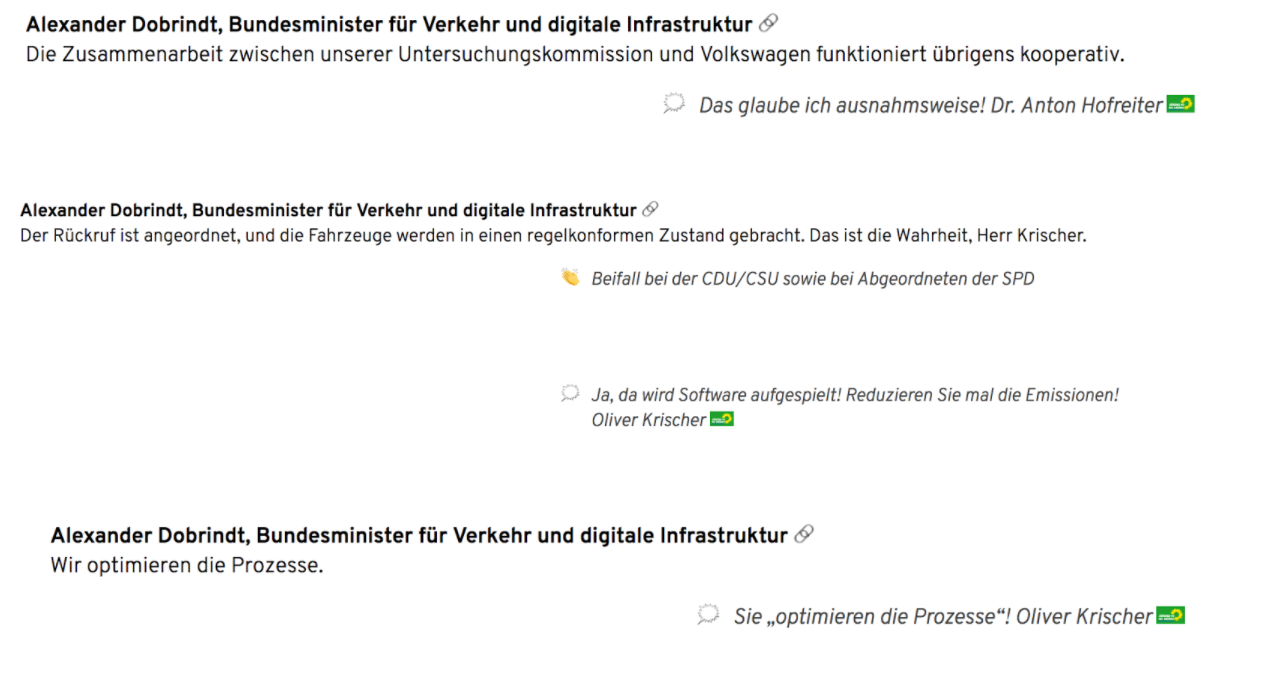 Alexander Dobrindt, Bundesminister für Verkehr und digitale Infrastruktur
Die Zusammenarbeit zwischen unserer Untersuchungskommission und Volkswagen funktioniert übrigens kooperativ.
Das glaube ich ausnahmsweise! Dr. Anton Hofreiter
Alexander Dobrindt, Bundesminister für Verkehr und digitale Infrastruktur
Der Rückruf ist angeordnet, und die Fahrzeuge werden in einen regelkonformen Zustand gebracht. Das ist die Wahrheit, Herr Krischer.
Beifall bei der CDU/CSU sowie bei Abgeordneten der SPD
Ja, da wird Software aufgespielt! Reduzieren Sie mal die Emissionen!
Oliver Krischer
Alexander Dobrindt, Bundesminister für Verkehr und digitale Infrastruktur
Wir optimieren die Prozesse.
Sie „optimieren die Prozesse“! Oliver Krischer